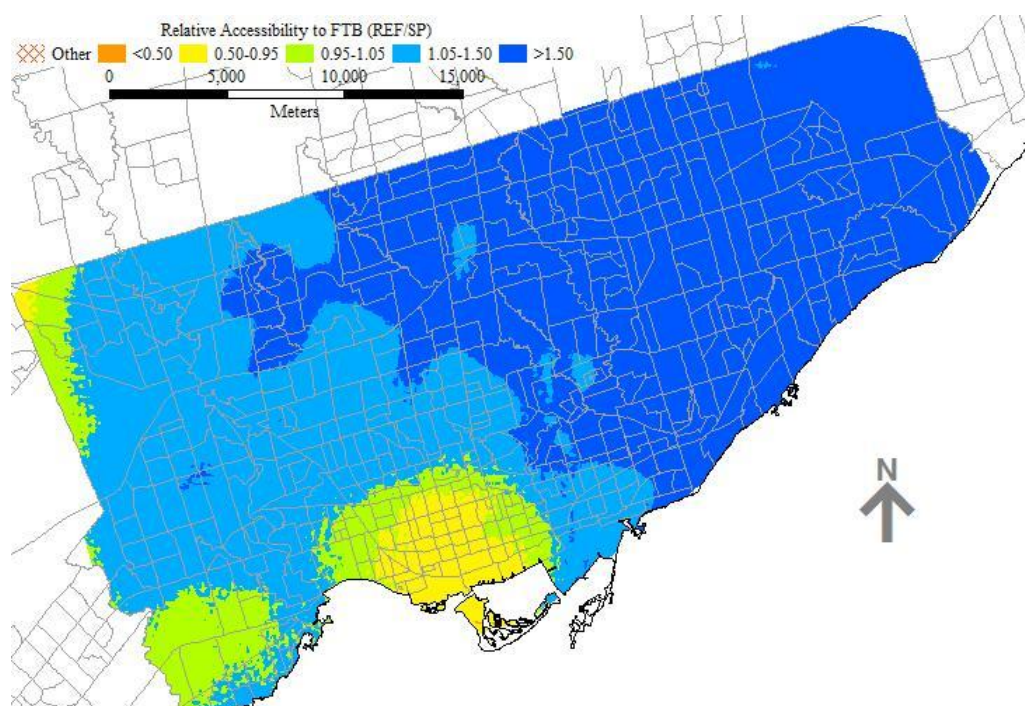 Relative Accessibility to FTB (REF/SP)
Other <0.50 0.50-0.95 0.95-1.05 1.05-1.50 >1.50
0 5,000 10,000 15,000
Meters
N